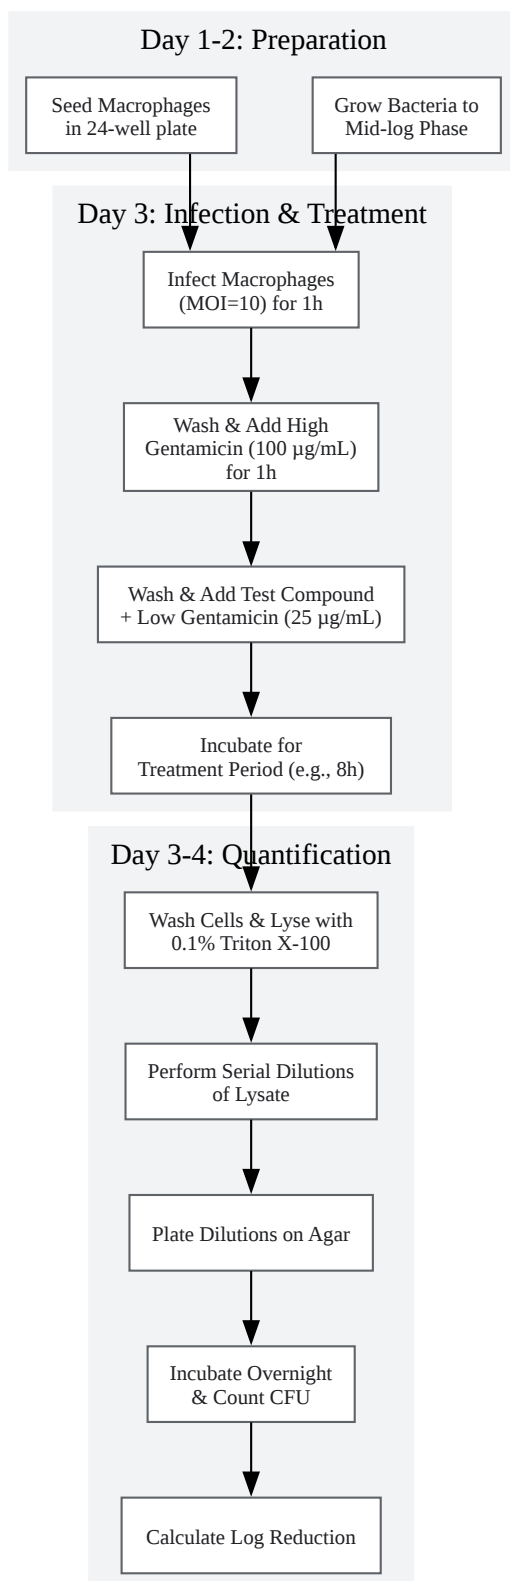 Day 1-2: Preparation
Seed Macrophages
in 24-well plate
Grow Bacteria to
Mid-log Phase
Day 3: Infection & Treatment
Infect Macrophages
(MOI=10) for 1h
Wash & Add High
Gentamicin (100 µg/mL)
for 1h
Wash & Add Test Compound
+ Low Gentamicin (25 µg/mL)
Incubate for
Treatment Period (e.g., 8h)
Day 3-4: Quantification
Wash Cells & Lyse with
0.1% Triton X-100
Perform Serial Dilutions
of Lysate
Plate Dilutions on Agar
Incubate Overnight
& Count CFU
Calculate Log Reduction